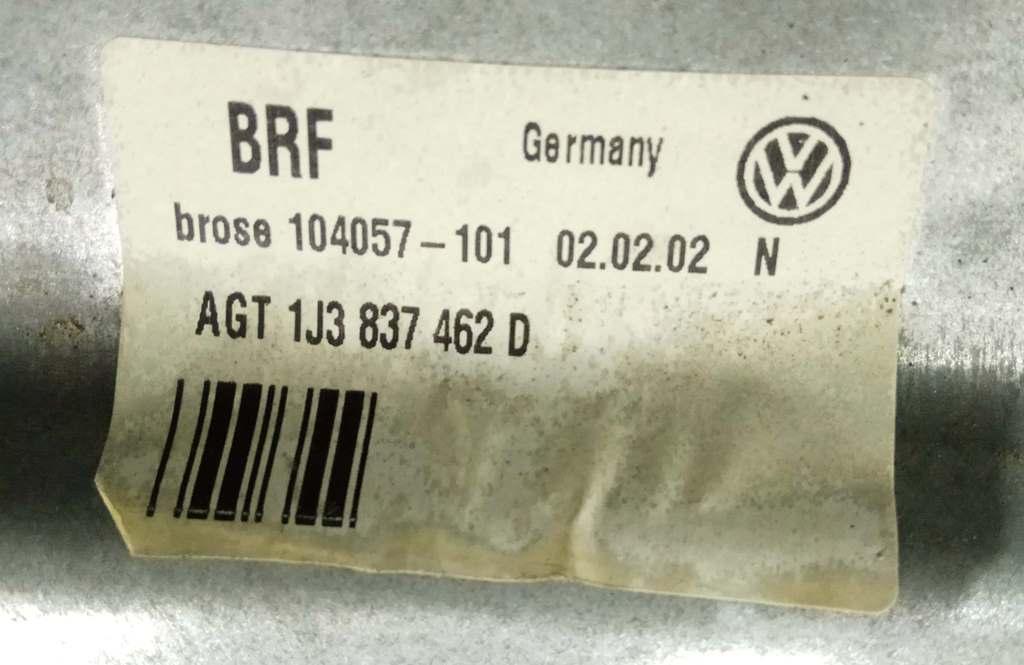 BRF Germany
brose 104057-101 02.02.02 N
AGT 1J3 837 462 D